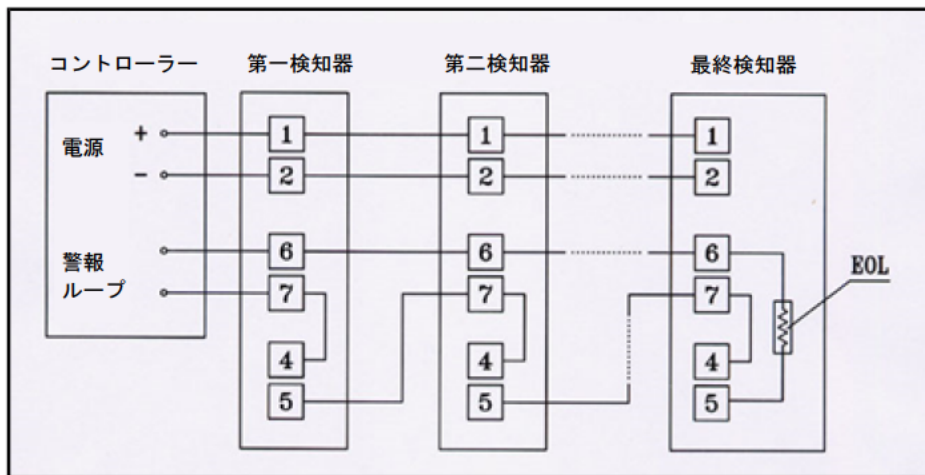 コントローラー 第一検知器 第二検知器 最終検知器
電源 + 1 1 1
- 2 2 2
警報 6 6 6
ループ 7 7 7
EOL
4 4 4
5 5 5